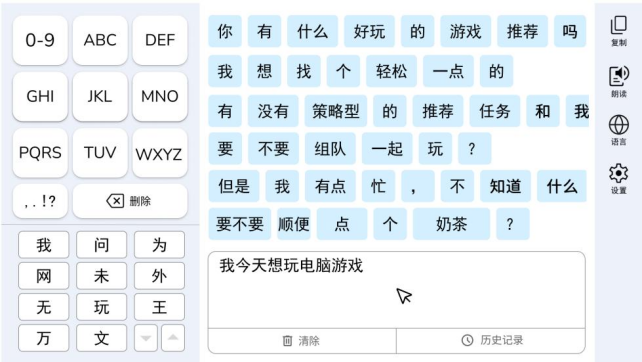 0-9 ABC DEF
GHI JKL MNO
PQRS TUV WXYZ
, . !? 删除
我 问 为
网 未 外
无 玩 王
万 文
你 有 什么 好玩 的 游戏 推荐 吗
我 想 找 个 轻松 一点 的
有 没有 策略型 的 推荐 任务 和 我
要 不要 组队 一起 玩 ?
但是 我 有点 忙 , 不 知道 什么
要不要 顺便 点 个 奶茶 ?
我今天想玩电脑游戏
清除 历史记录
复制
朗读
语言
设置